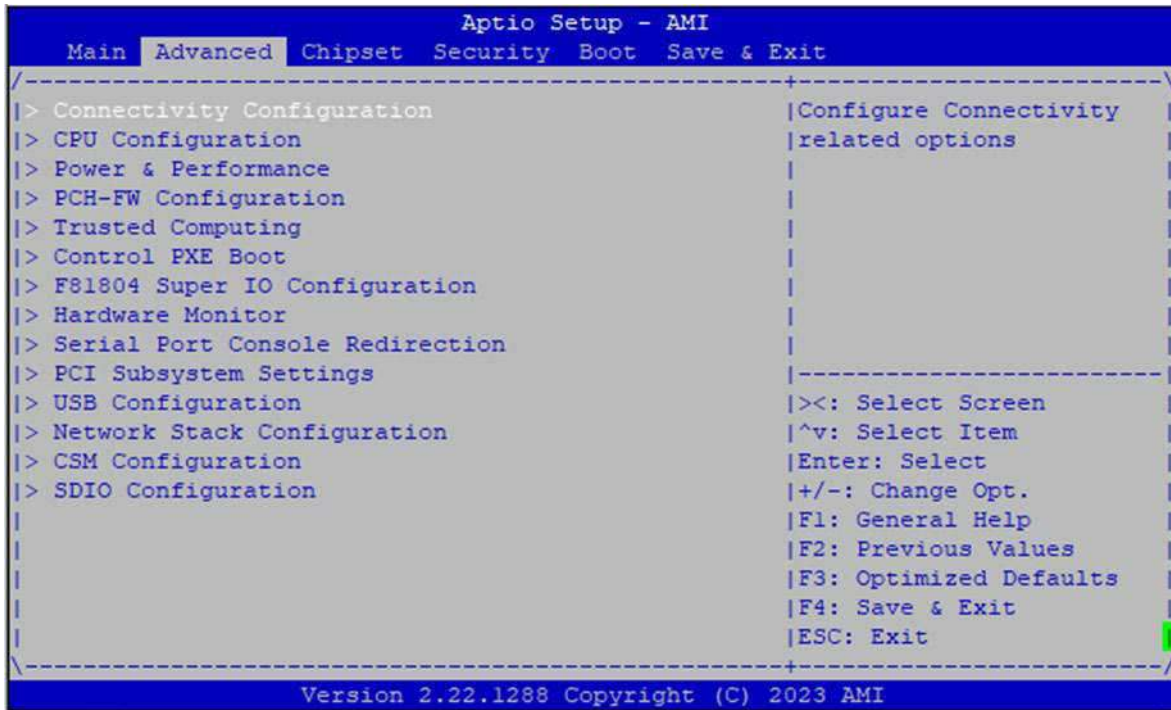 Aptio Setup - AMI
Main Advanced Chipset Security Boot Save & Exit
> Connectivity Configuration
> CPU Configuration
> Power & Performance
> PCH-FW Configuration
> Trusted Computing
> Control PXE Boot
> F81804 Super IO Configuration
> Hardware Monitor
> Serial Port Console Redirection
> PCI Subsystem Settings
> USB Configuration
> Network Stack Configuration
> CSM Configuration
> SDIO Configuration
Configure Connectivity
related options
><: Select Screen
^v: Select Item
Enter: Select
+/-: Change Opt.
F1: General Help
F2: Previous Values
F3: Optimized Defaults
F4: Save & Exit
ESC: Exit
Version 2.22.1288 Copyright (C) 2023 AMI